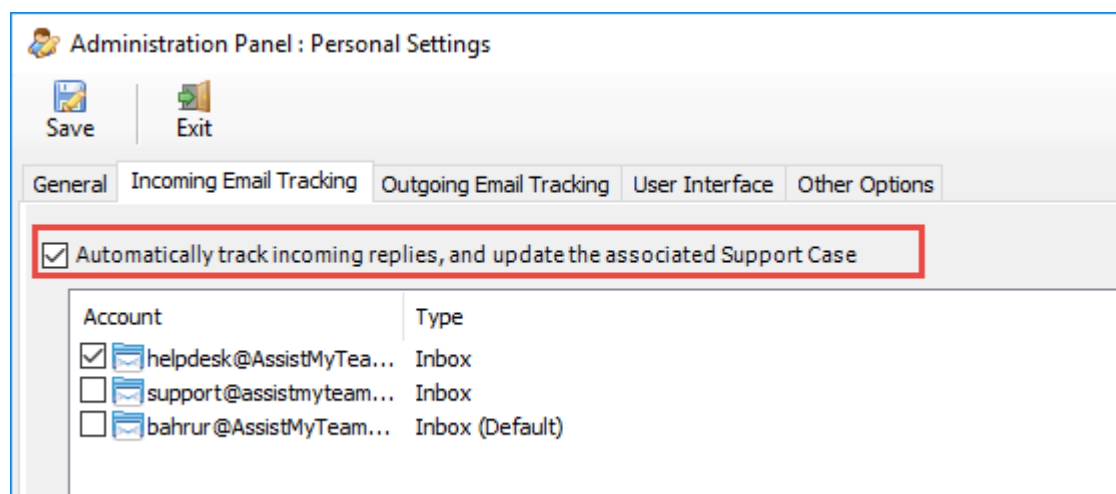 Administration Panel : Personal Settings
Save Exit
General Incoming Email Tracking Outgoing Email Tracking User Interface Other Options
Automatically track incoming replies, and update the associated Support Case
Account Type
helpdesk@AssistMyTea... Inbox
support@assistmyteam... Inbox
bahrur@AssistMyTeam... Inbox (Default)